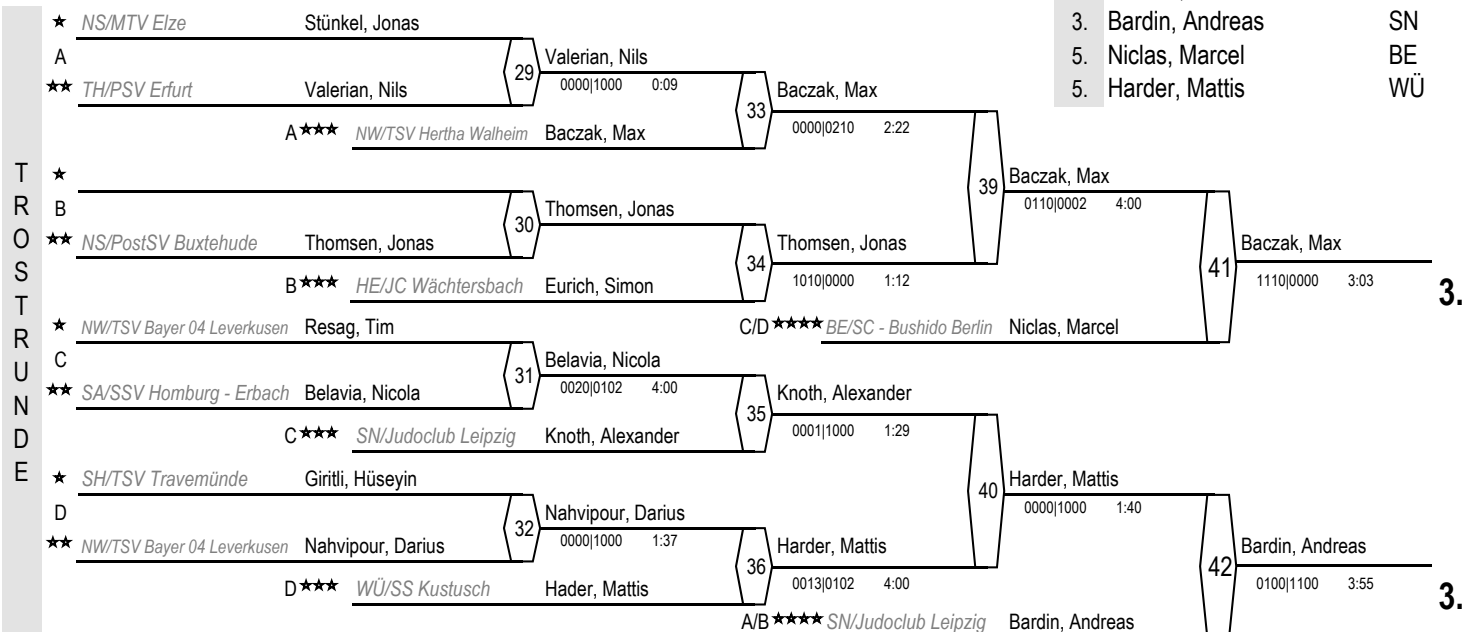 3. Bardin, Andreas SN
5. Niclas, Marcel BE
5. Harder, Mattis WÜ
TROSTRUNDE
★ NS/MTV Elze Stünkel, Jonas
A
★★ TH/PSV Erfurt Valerian, Nils
29 Valerian, Nils
0000|1000 0:09
A★★★ NW/TSV Hertha Walheim Baczak, Max
33 Baczak, Max
0000|0210 2:22
★
B
★★ NS/PostSV Buxtehude Thomsen, Jonas
30 Thomsen, Jonas
B★★★ HE/JC Wächtersbach Eurich, Simon
34 Thomsen, Jonas
1010|0000 1:12
39 Baczak, Max
0110|0002 4:00
★ NW/TSV Bayer 04 Leverkusen Resag, Tim
C
★★ SA/SSV Homburg - Erbach Belavia, Nicola
31 Belavia, Nicola
0020|0102 4:00
C★★★ SN/Judoclub Leipzig Knoth, Alexander
35 Knoth, Alexander
0001|1000 1:29
C/D★★★★ BE/SC - Bushido Berlin Niclas, Marcel
41 Baczak, Max
1110|0000 3:03
3.
★ SH/TSV Travemünde Giritli, Hüseyin
D
★★ NW/TSV Bayer 04 Leverkusen Nahvipour, Darius
32 Nahvipour, Darius
0000|1000 1:37
D★★★ WÜ/SS Kustusch Hader, Mattis
36 Harder, Mattis
0013|0102 4:00
40 Harder, Mattis
0000|1000 1:40
A/B★★★★ SN/Judoclub Leipzig Bardin, Andreas
42 Bardin, Andreas
0100|1100 3:55
3.